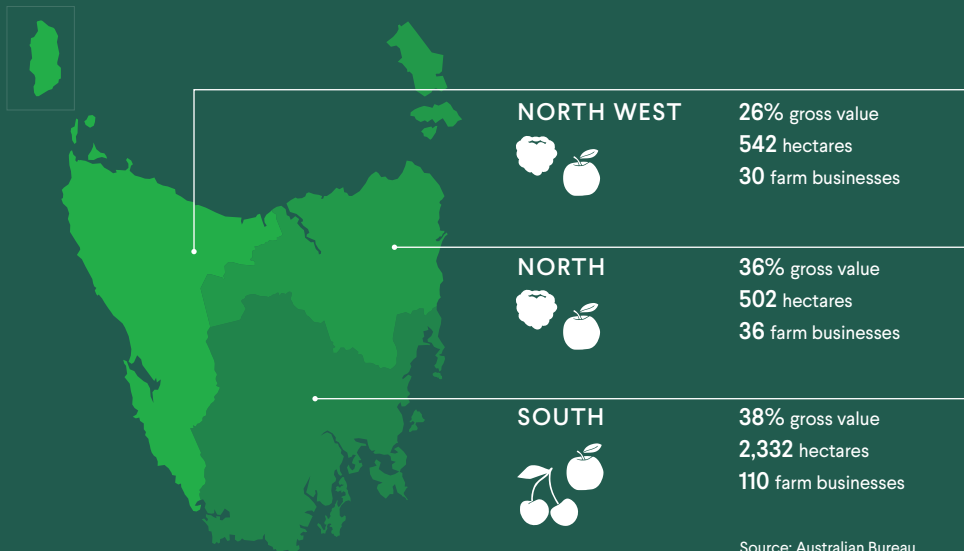 NORTH WEST
26% gross value
542 hectares
30 farm businesses
NORTH
36% gross value
502 hectares
36 farm businesses
SOUTH
38% gross value
2,332 hectares
110 farm businesses
Source: Australian Bureau